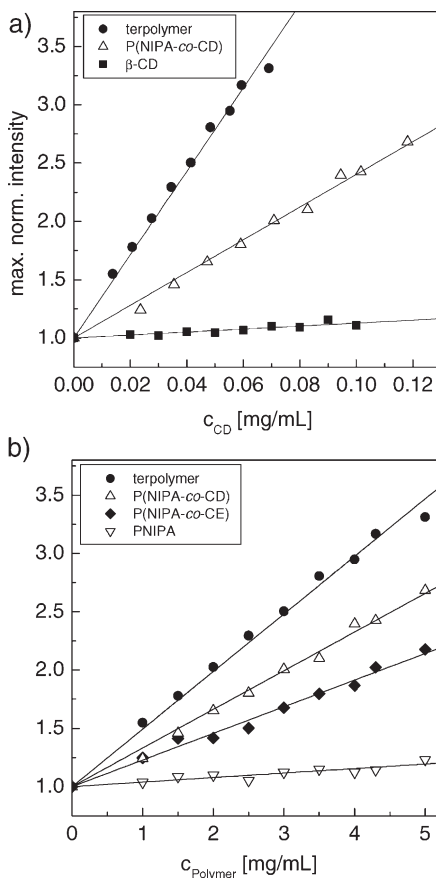 a)
terpolymer
P(NIPA-co-CD)
β-CD
max. norm. intensity
3.5
3.0
2.5
2.0
1.5
1.0
0.00 0.02 0.04 0.06 0.08 0.10 0.12
c_CD [mg/mL]
b)
terpolymer
P(NIPA-co-CD)
P(NIPA-co-CE)
PNIPA
max. norm. intensity
3.5
3.0
2.5
2.0
1.5
1.0
0 1 2 3 4 5
c_Polymer [mg/mL]